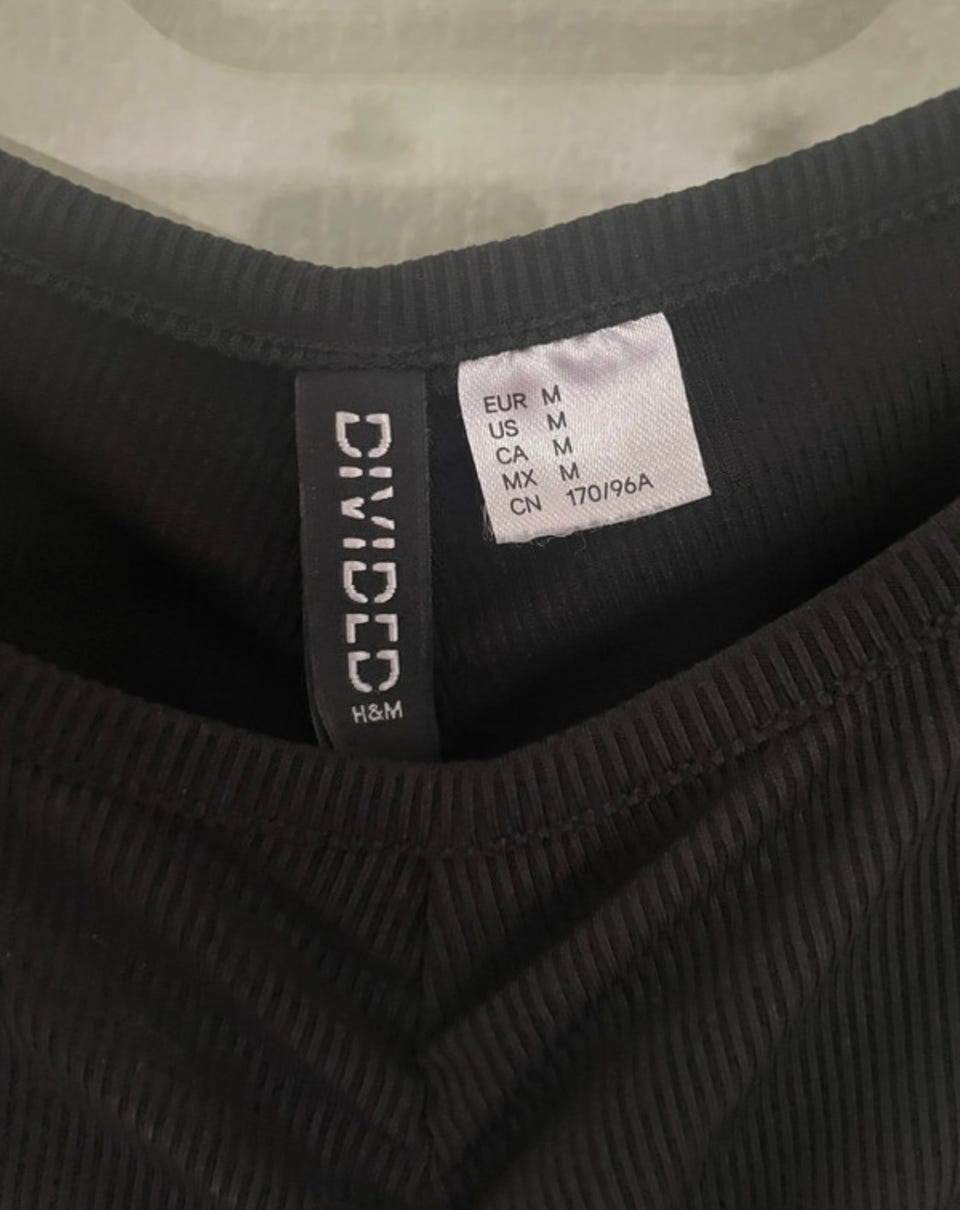 DIVIDED
H&M
EUR M
US M
CA M
MX M
CN 170/96A